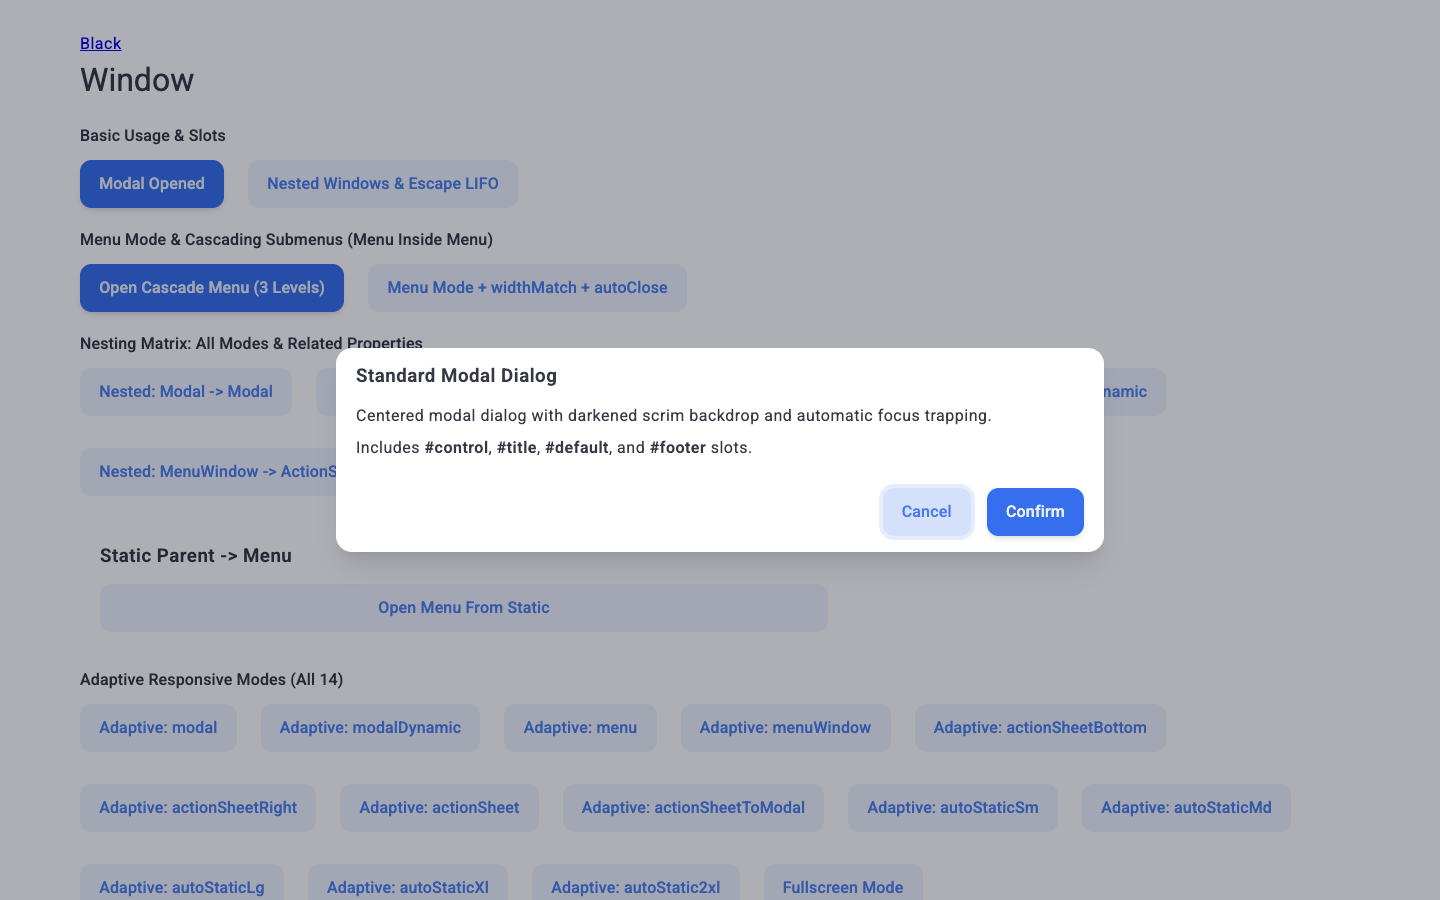 Black
Window
Basic Usage & Slots
Modal Opened
Nested Windows & Escape LIFO
Menu Mode & Cascading Submenus (Menu Inside Menu)
Open Cascade Menu (3 Levels)
Menu Mode + widthMatch + autoClose
Nesting Matrix: All Modes & Related Properties
Nested: Modal -> Modal
Nested: MenuWindow -> ActionS
Standard Modal Dialog
Centered modal dialog with darkened scrim backdrop and automatic focus trapping.
Includes #control, #title, #default, and #footer slots.
Cancel
Confirm
Static Parent -> Menu
Open Menu From Static
Adaptive Responsive Modes (All 14)
Adaptive: modal
Adaptive: modalDynamic
Adaptive: menu
Adaptive: menuWindow
Adaptive: actionSheetBottom
Adaptive: actionSheetRight
Adaptive: actionSheet
Adaptive: actionSheetToModal
Adaptive: autoStaticSm
Adaptive: autoStaticMd
Adaptive: autoStaticLg
Adaptive: autoStaticXl
Adaptive: autoStatic2xl
Fullscreen Mode